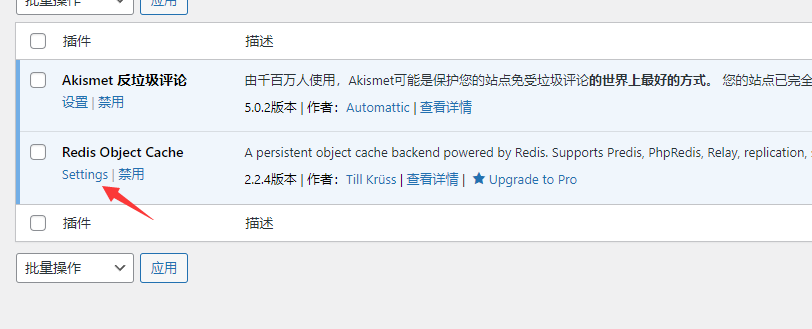 批量操作 应用
插件 描述
Akismet 反垃圾评论 由千百万人使用，Akismet可能是保护您的站点免受垃圾评论的世界上最好的方式。 您的站点已完全
设置 | 禁用
5.0.2版本 | 作者：Automattic | 查看详情
Redis Object Cache A persistent object cache backend powered by Redis. Supports Predis, PhpRedis, Relay, replication,
Settings | 禁用
2.2.4版本 | 作者：Till Krüss | 查看详情 | ★ Upgrade to Pro
插件 描述
批量操作 应用